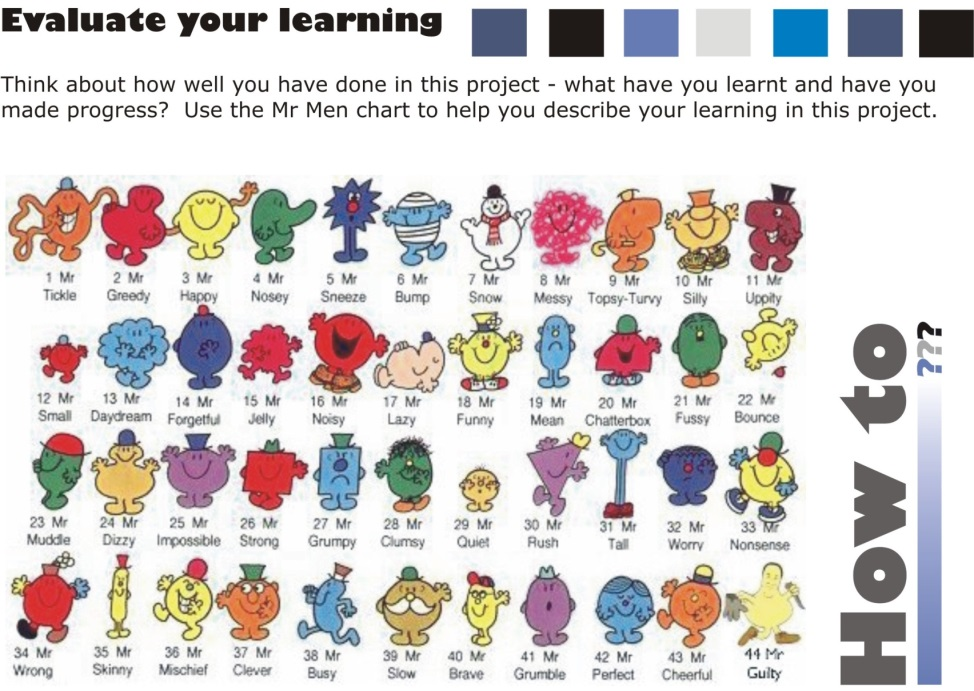 Evaluate your learning
Think about how well you have done in this project - what have you learnt and have you
made progress?  Use the Mr Men chart to help you describe your learning in this project.
1 Mr 2 Mr 3 Mr 4 Mr 5 Mr 6 Mr 7 Mr 8 Mr 9 Mr 10 Mr 11 Mr
Tickle Greedy Happy Nosey Sneeze Bump Snow Messy Topsy-Turvy Silly Uppity
12 Mr 13 Mr 14 Mr 15 Mr 16 Mr 17 Mr 18 Mr 19 Mr 20 Mr 21 Mr 22 Mr
Small Daydream Forgetful Jelly Noisy Lazy Funny Mean Chatterbox Fussy Bounce
23 Mr 24 Mr 25 Mr 26 Mr 27 Mr 28 Mr 29 Mr 30 Mr 31 Mr 32 Mr 33 Mr
Muddle Dizzy Impossible Strong Grumpy Clumsy Quiet Rush Tall Worry Nonsense
34 Mr 35 Mr 36 Mr 37 Mr 38 Mr 39 Mr 40 Mr 41 Mr 42 Mr 43 Mr 44 Mr
Wrong Skinny Mischief Clever Busy Slow Brave Grumble Perfect Cheerful Guilty
How to
???